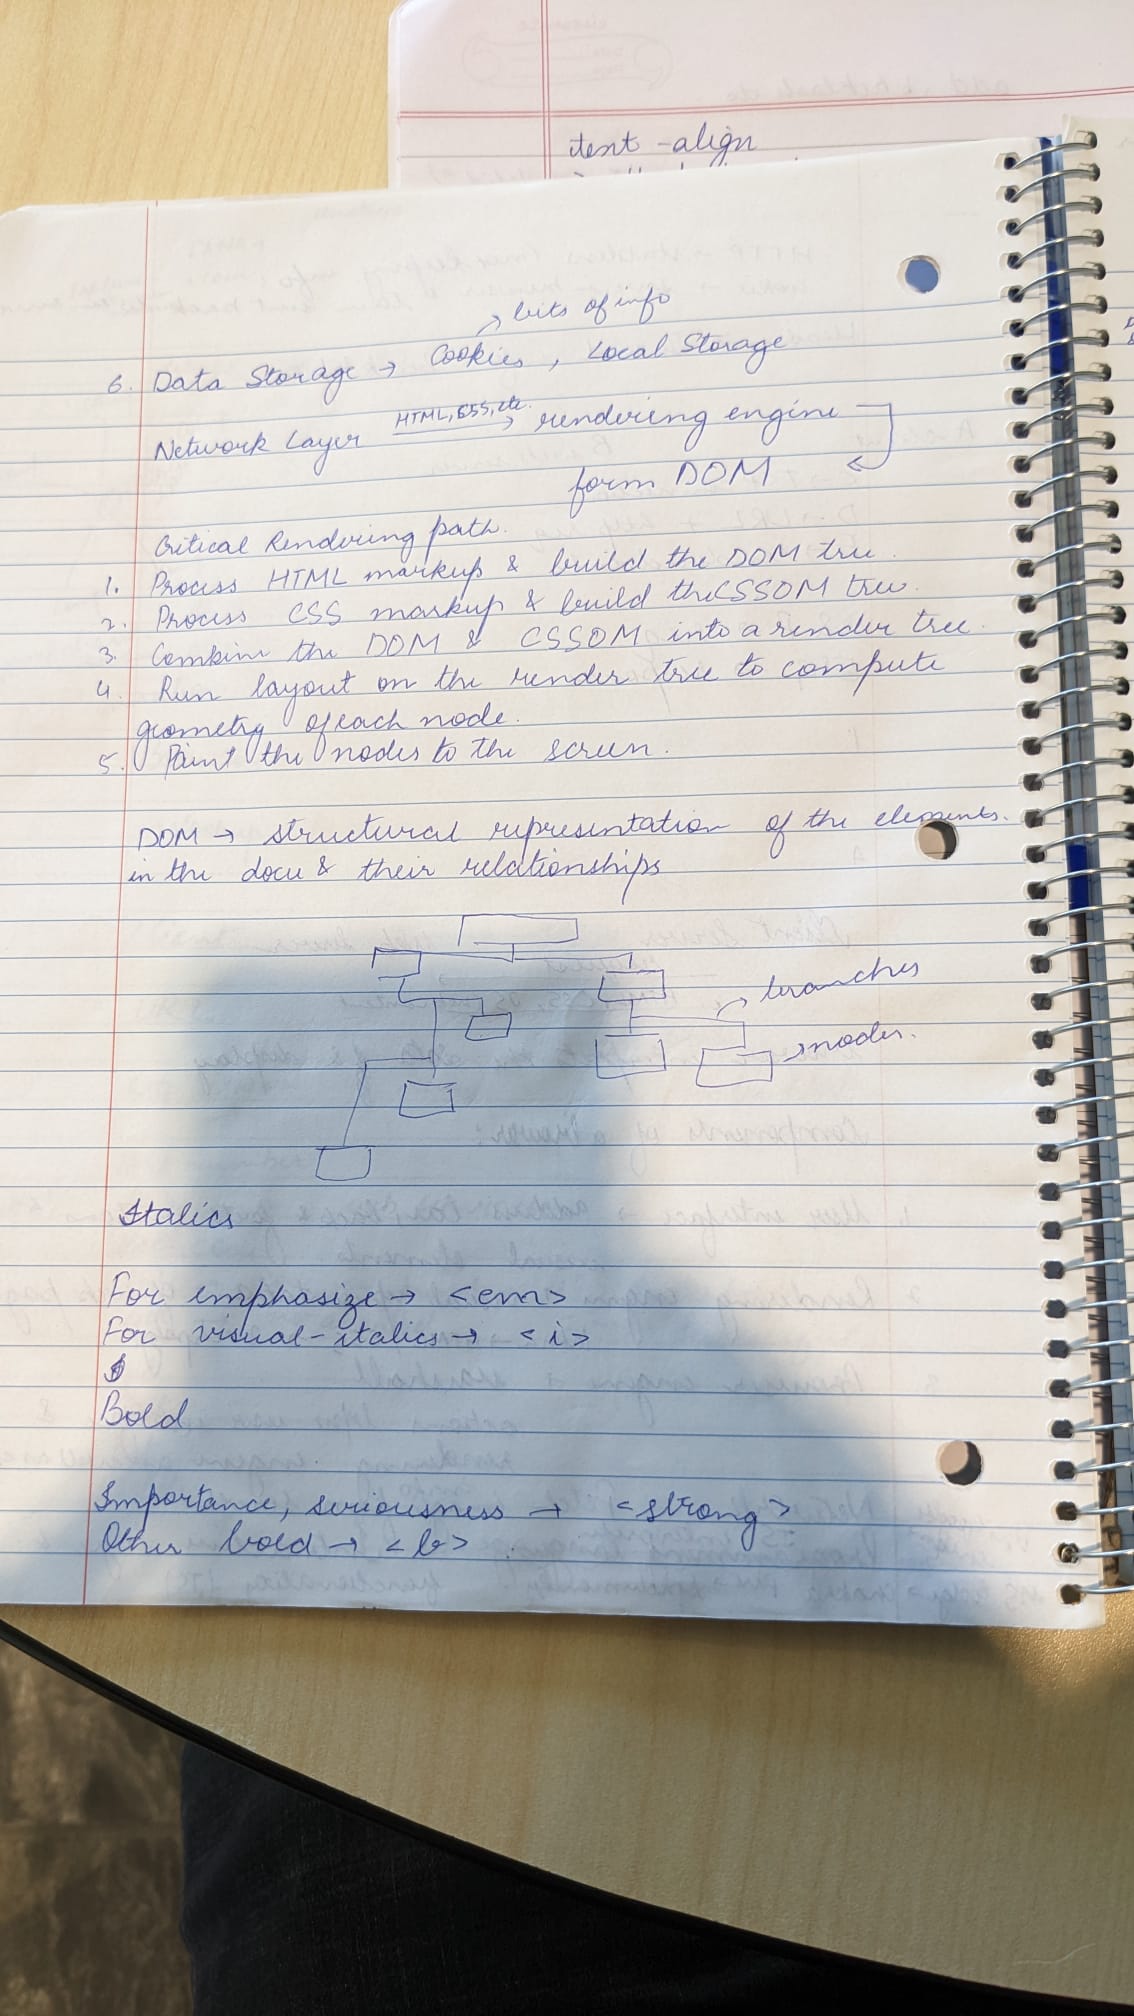 text-align
bits of info
6. Data Storage → Cookies, Local Storage
Network Layer HTML, CSS, etc. → rendering engine
form DOM
Critical Rendering path.
1. Process HTML markup & build the DOM tree.
2. Process CSS markup & build the CSSOM tree.
3. Combine the DOM & CSSOM into a render tree.
4. Run layout on the render tree to compute
geometry of each node.
5. Paint the nodes to the screen.
DOM → structural representation of the elements.
in the docu & their relationships
branches
nodes.
Italics
For emphasize → <em>
For visual-italics → <i>
Bold
Importance, seriousness → <strong>
Other bold → <b>